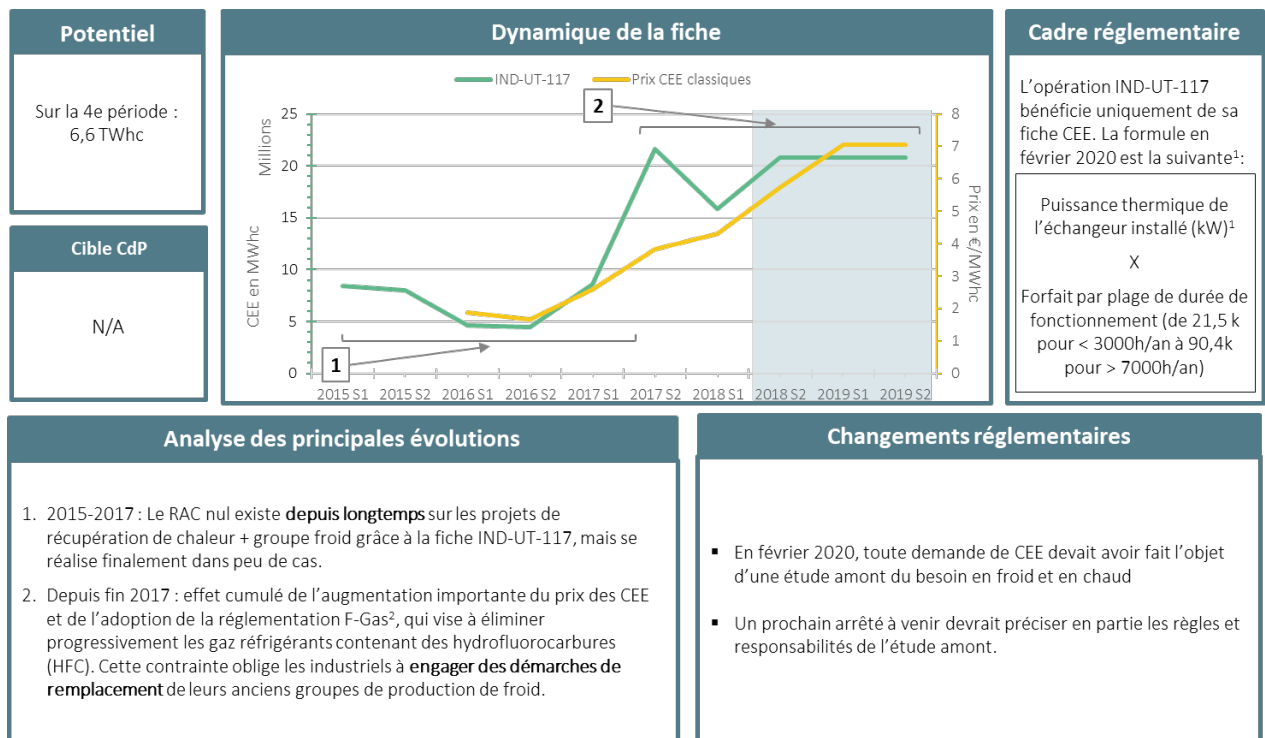 Potentiel
Sur la 4e période :
6,6 TWhc
Cible CdP
N/A
Dynamique de la fiche
IND-UT-117
Prix CEE classiques
2
1
Millions
CEE en MWhc
25
20
15
10
5
0
8
7
6
5
4
3
2
1
0
Prix en €/MWhc
2015 S1 2015 S2 2016 S1 2016 S2 2017 S1 2017 S2 2018 S1 2018 S2 2019 S1 2019 S2
Cadre réglementaire
L’opération IND-UT-117
bénéficie uniquement de sa
fiche CEE. La formule en
février 2020 est la suivante¹:
Puissance thermique de
l’échangeur installé (kW)¹
X
Forfait par plage de durée de
fonctionnement (de 21,5 k
pour < 3000h/an à 90,4k
pour > 7000h/an)
Analyse des principales évolutions
1. 2015-2017 : Le RAC nul existe depuis longtemps sur les projets de
récupération de chaleur + groupe froid grâce à la fiche IND-UT-117, mais se
réalise finalement dans peu de cas.
2. Depuis fin 2017 : effet cumulé de l’augmentation importante du prix des CEE
et de l’adoption de la réglementation F-Gas², qui vise à éliminer
progressivement les gaz réfrigérants contenant des hydrofluorocarbures
(HFC). Cette contrainte oblige les industriels à engager des démarches de
remplacement de leurs anciens groupes de production de froid.
Changements réglementaires
▪ En février 2020, toute demande de CEE devait avoir fait l’objet
d’une étude amont du besoin en froid et en chaud
▪ Un prochain arrêté à venir devrait préciser en partie les règles et
responsabilités de l’étude amont.